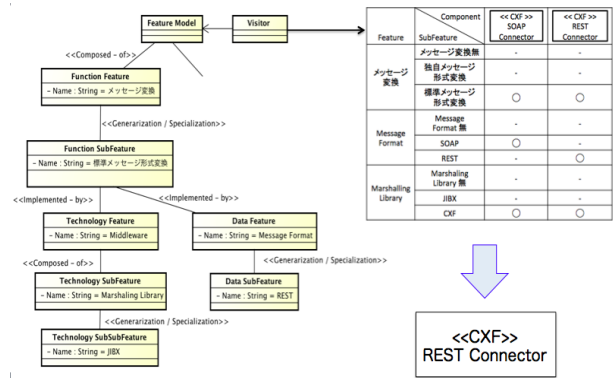 Feature Model
Visitor
<<Composed - of>>
Function Feature
- Name : String = メッセージ変換
<<Generarization / Specialization>>
Function SubFeature
- Name : String = 標準メッセージ形式変換
<<Implemented - by>>
<<Implemented - by>>
Technology Feature
- Name : String = Middleware
Data Feature
- Name : String = Message Format
<<Composed - of>>
<<Generarization / Specialization>>
Technology SubFeature
- Name : String = Marshaling Library
Data SubFeature
- Name : String = REST
<<Generarization / Specialization>>
Technology SubSubFeature
- Name : String = JIBX
Component
Feature
SubFeature
<< CXF >>
SOAP
Connector
<< CXF >>
REST
Connector
メッセージ
変換
メッセージ変換無
- -
独自メッセージ
形式変換
- -
標準メッセージ
形式変換
○ ○
Message
Format
Message
Format 無
- -
SOAP ○ -
REST - ○
Marshalling
Library
Marshaling
Library 無
- -
JIBX - -
CXF ○ ○
<<CXF>>
REST Connector